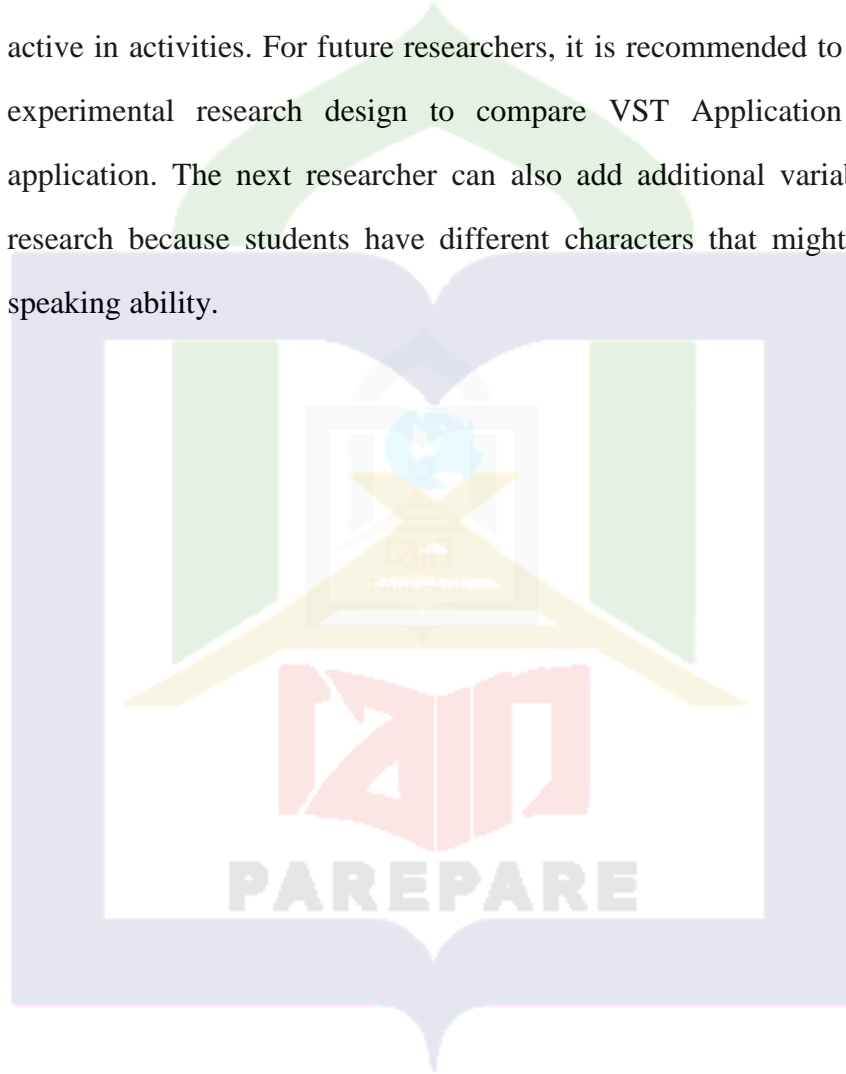 active in activities. For future researchers, it is recommended to
experimental research design to compare VST Application
application. The next researcher can also add additional
research because students have different characters that might
speaking ability.
PAREPARE
PAREPARE